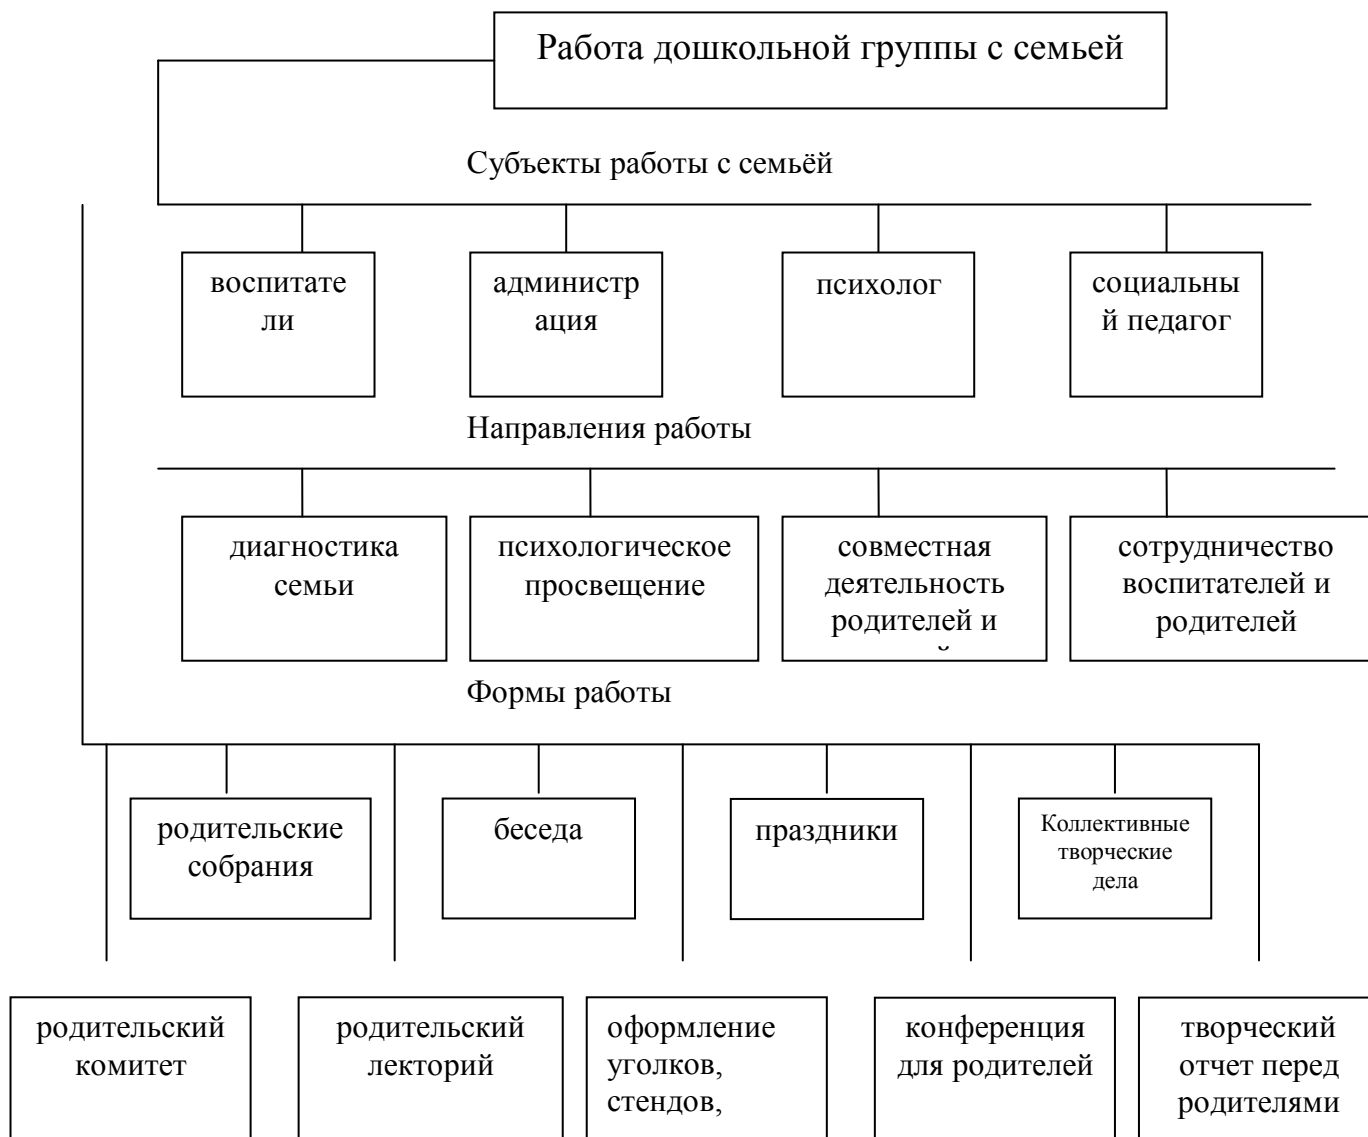 Работа дошкольной группы с семьей
Субъекты работы с семьёй
воспитате
ли
администр
ация
психолог
социальны
й педагог
Направления работы
диагностика
семьи
психологическое
просвещение
совместная
деятельность
родителей и
сотрудничество
воспитателей и
родителей
Формы работы
родительские
собрания
беседа
праздники
Коллективные
творческие
дела
родительский
комитет
родительский
лекторий
оформление
уголков,
стендов,
конференция
для родителей
творческий
отчет перед
родителями